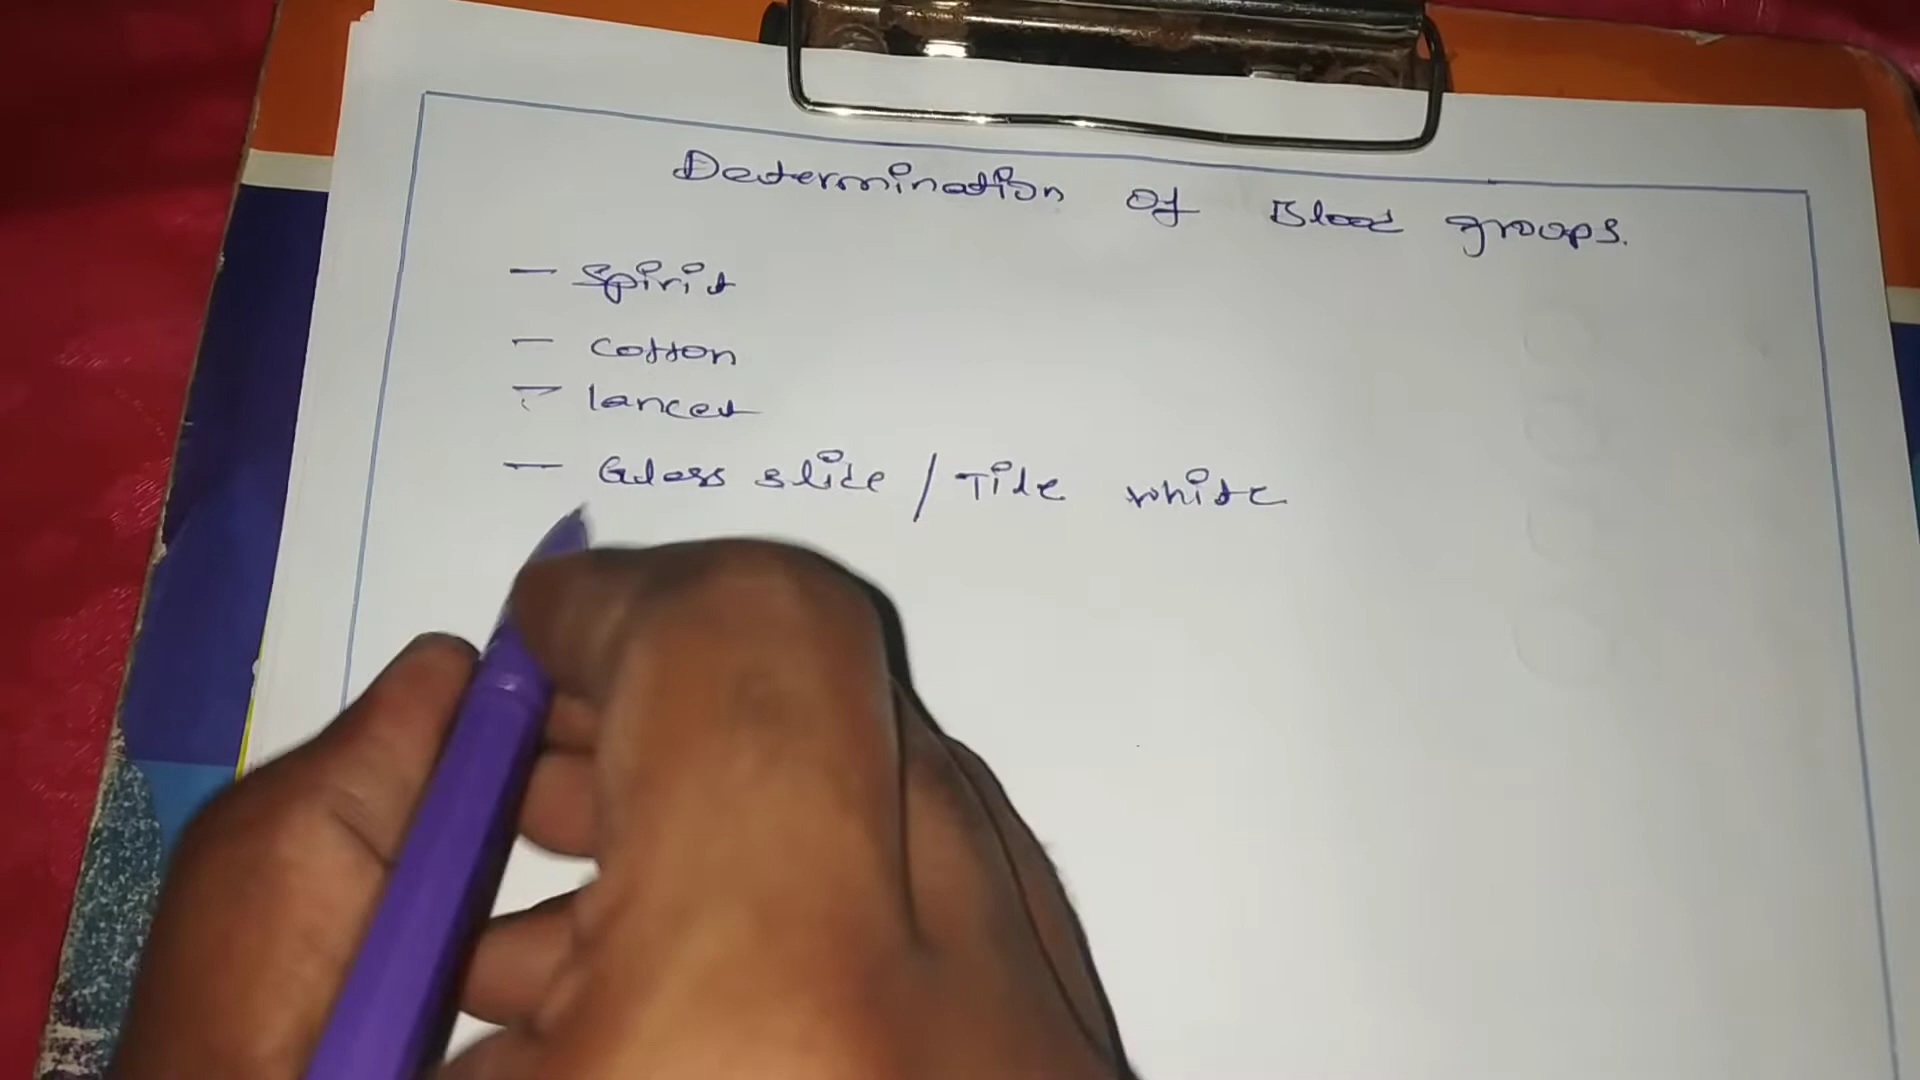 Determination Of Blood groups.
- Spirit
- cotton
- lancet
- Glass slide / Tile white